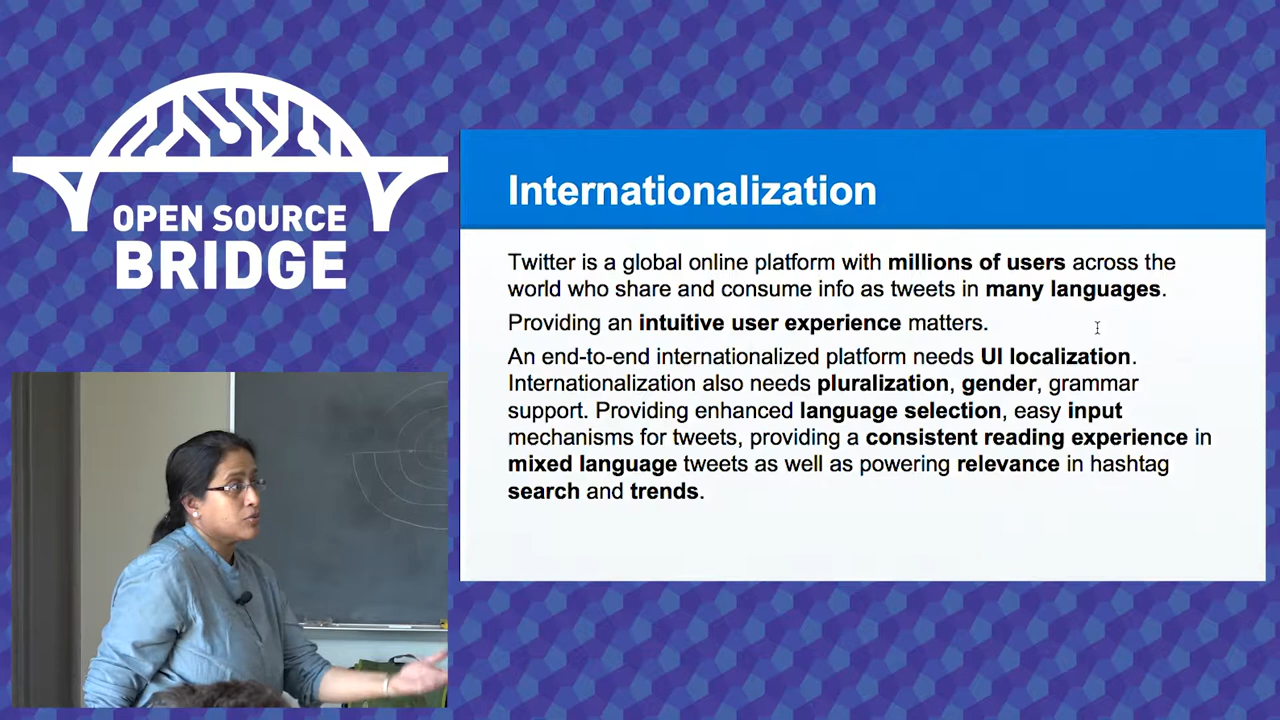 OPEN SOURCE
BRIDGE
Internationalization
Twitter is a global online platform with millions of users across the
world who share and consume info as tweets in many languages.
Providing an intuitive user experience matters.
An end-to-end internationalized platform needs UI localization.
Internationalization also needs pluralization, gender, grammar
support. Providing enhanced language selection, easy input
mechanisms for tweets, providing a consistent reading experience in
mixed language tweets as well as powering relevance in hashtag
search and trends.